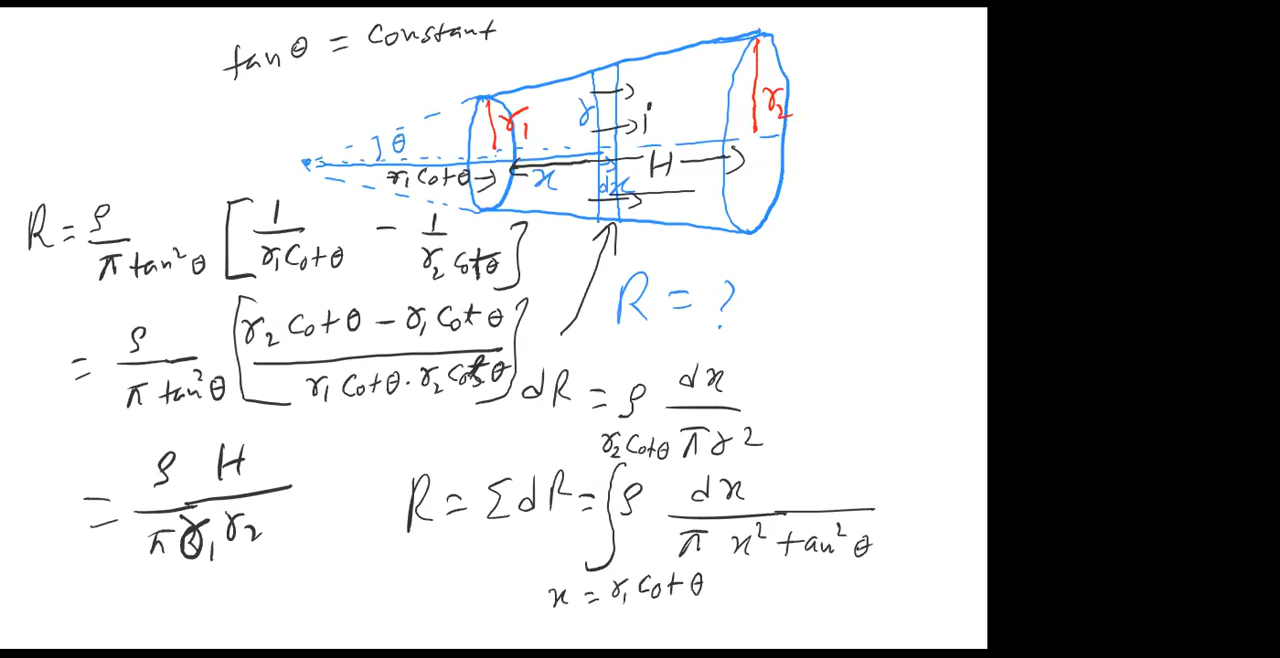 tan θ = constant
r₁
r₂
r
i
θ
r₁ cot θ
x
dx
H
R = ρ/(π tan²θ) [1/(r₁ cot θ) − 1/(r₂ cot θ)]
R = ?
= ρ/(π tan²θ) [(r₂ cot θ − r₁ cot θ)/(r₁ cot θ · r₂ cot θ)]
dR = ρ dx/(π r²)
= ρ H/(π r₁ r₂)
R = Σ dR = ∫_{x = r₁ cot θ}^{r₂ cot θ} ρ dx/(π x² tan²θ)